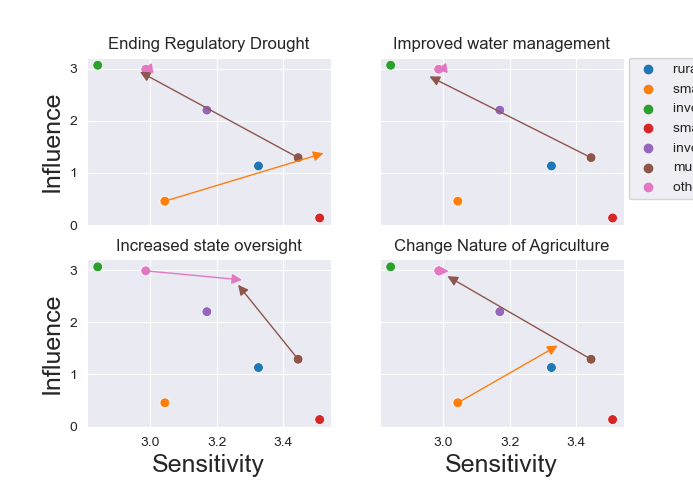 Ending Regulatory Drought
Improved water management
Influence
3
2
1
0
rura
sma
inve
sma
inve
mu
oth
Increased state oversight
Change Nature of Agriculture
Influence
3
2
1
0
3.0 3.2 3.4
3.0 3.2 3.4
Sensitivity
Sensitivity